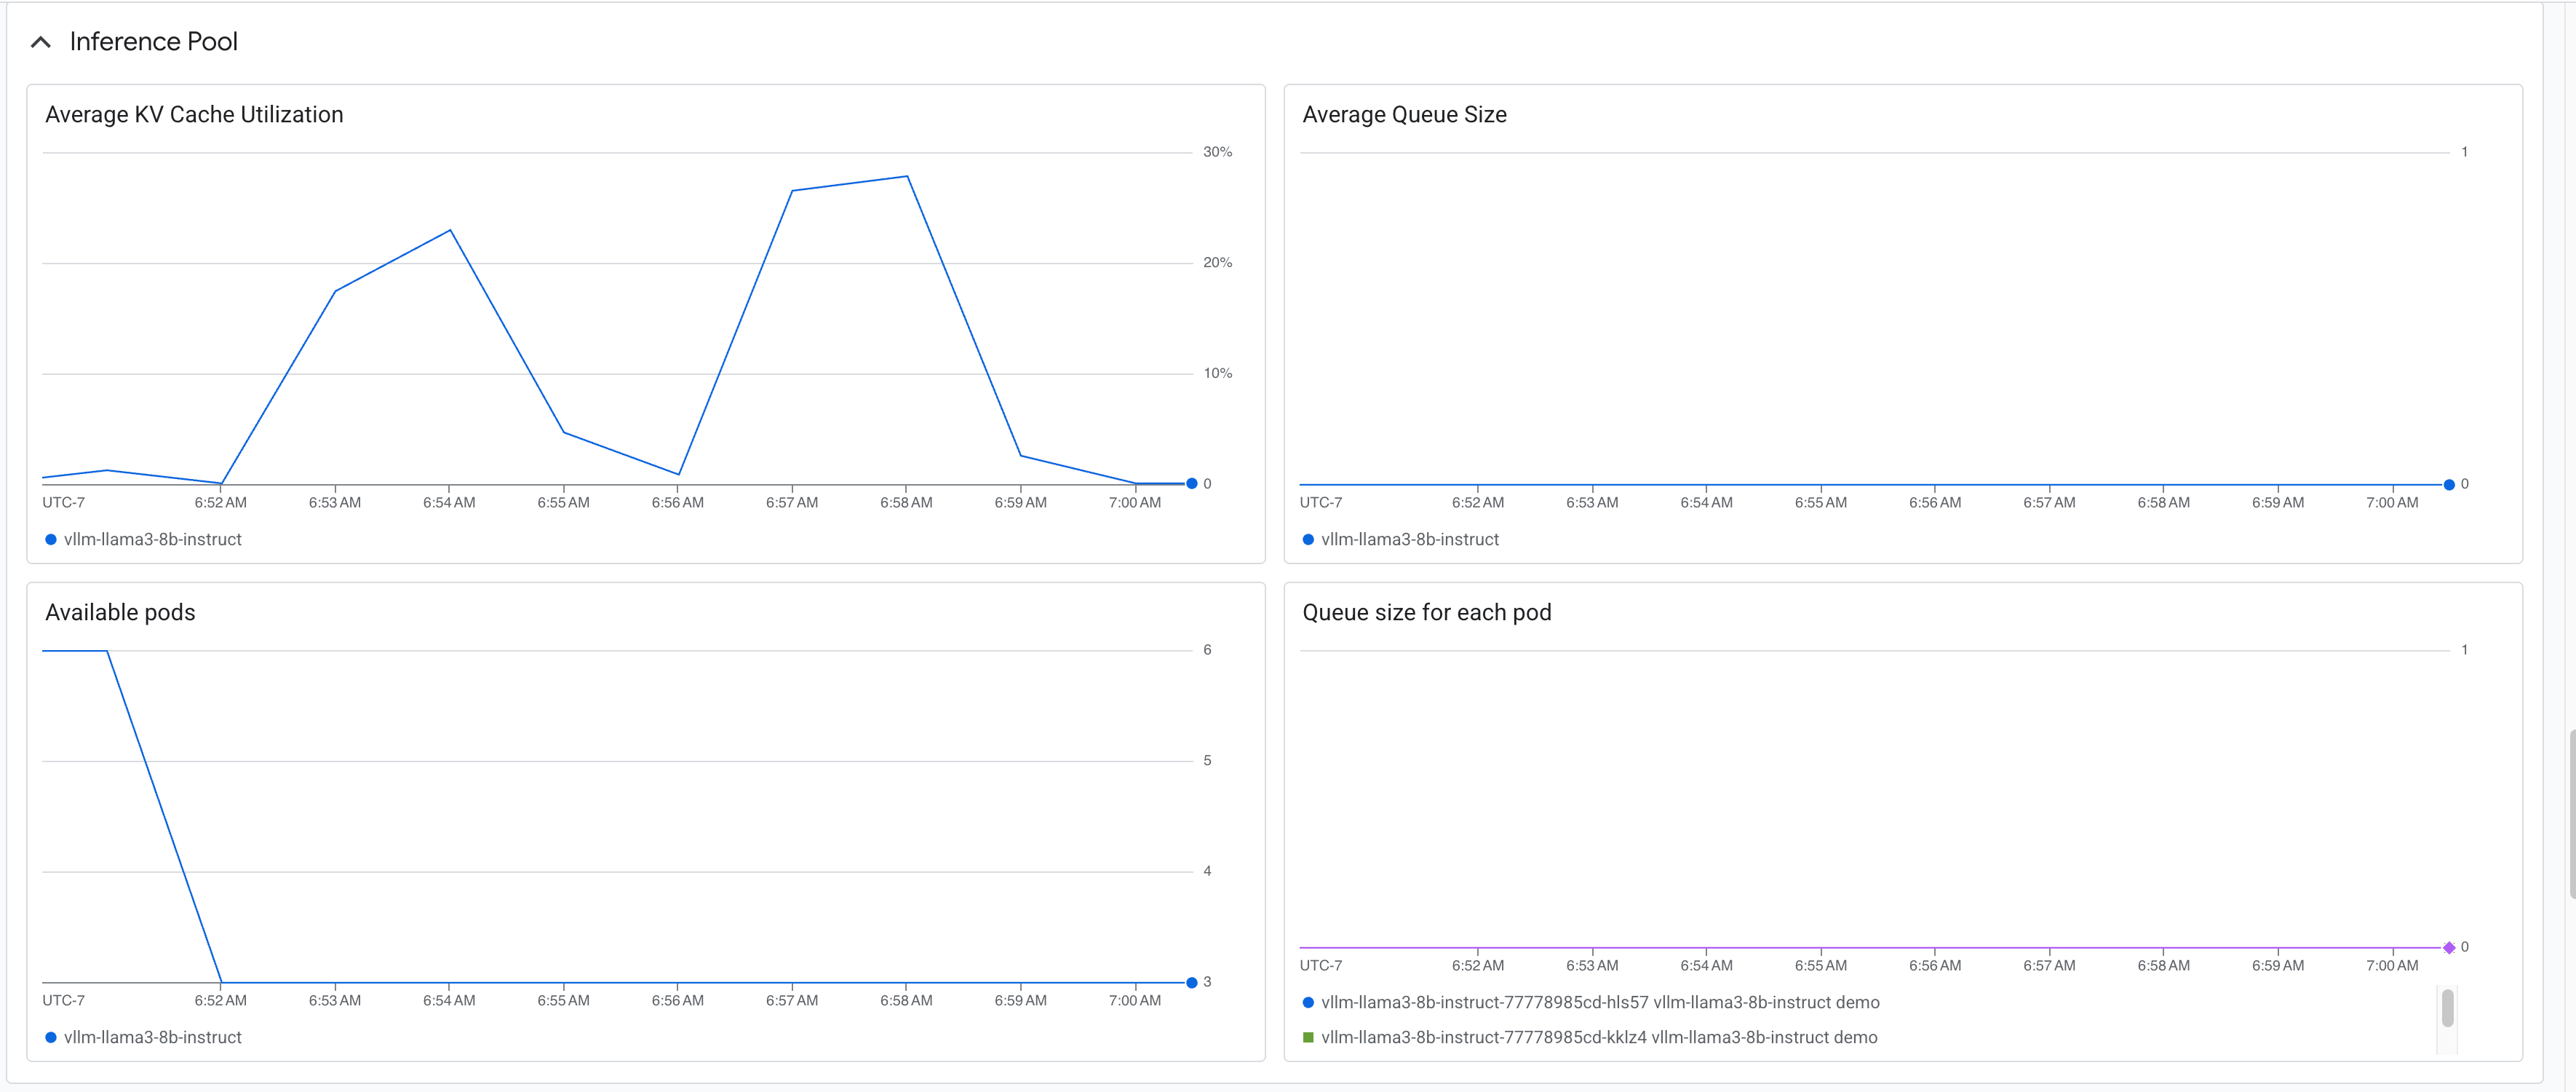 Inference Pool
Average KV Cache Utilization
30%
20%
10%
0
UTC-7 6:52 AM 6:53 AM 6:54 AM 6:55 AM 6:56 AM 6:57 AM 6:58 AM 6:59 AM 7:00 AM
vllm-llama3-8b-instruct
Average Queue Size
1
0
UTC-7 6:52 AM 6:53 AM 6:54 AM 6:55 AM 6:56 AM 6:57 AM 6:58 AM 6:59 AM 7:00 AM
vllm-llama3-8b-instruct
Available pods
6
5
4
3
UTC-7 6:52 AM 6:53 AM 6:54 AM 6:55 AM 6:56 AM 6:57 AM 6:58 AM 6:59 AM 7:00 AM
vllm-llama3-8b-instruct
Queue size for each pod
1
0
UTC-7 6:52 AM 6:53 AM 6:54 AM 6:55 AM 6:56 AM 6:57 AM 6:58 AM 6:59 AM 7:00 AM
vllm-llama3-8b-instruct-77778985cd-hls57 vllm-llama3-8b-instruct demo
vllm-llama3-8b-instruct-77778985cd-kklz4 vllm-llama3-8b-instruct demo